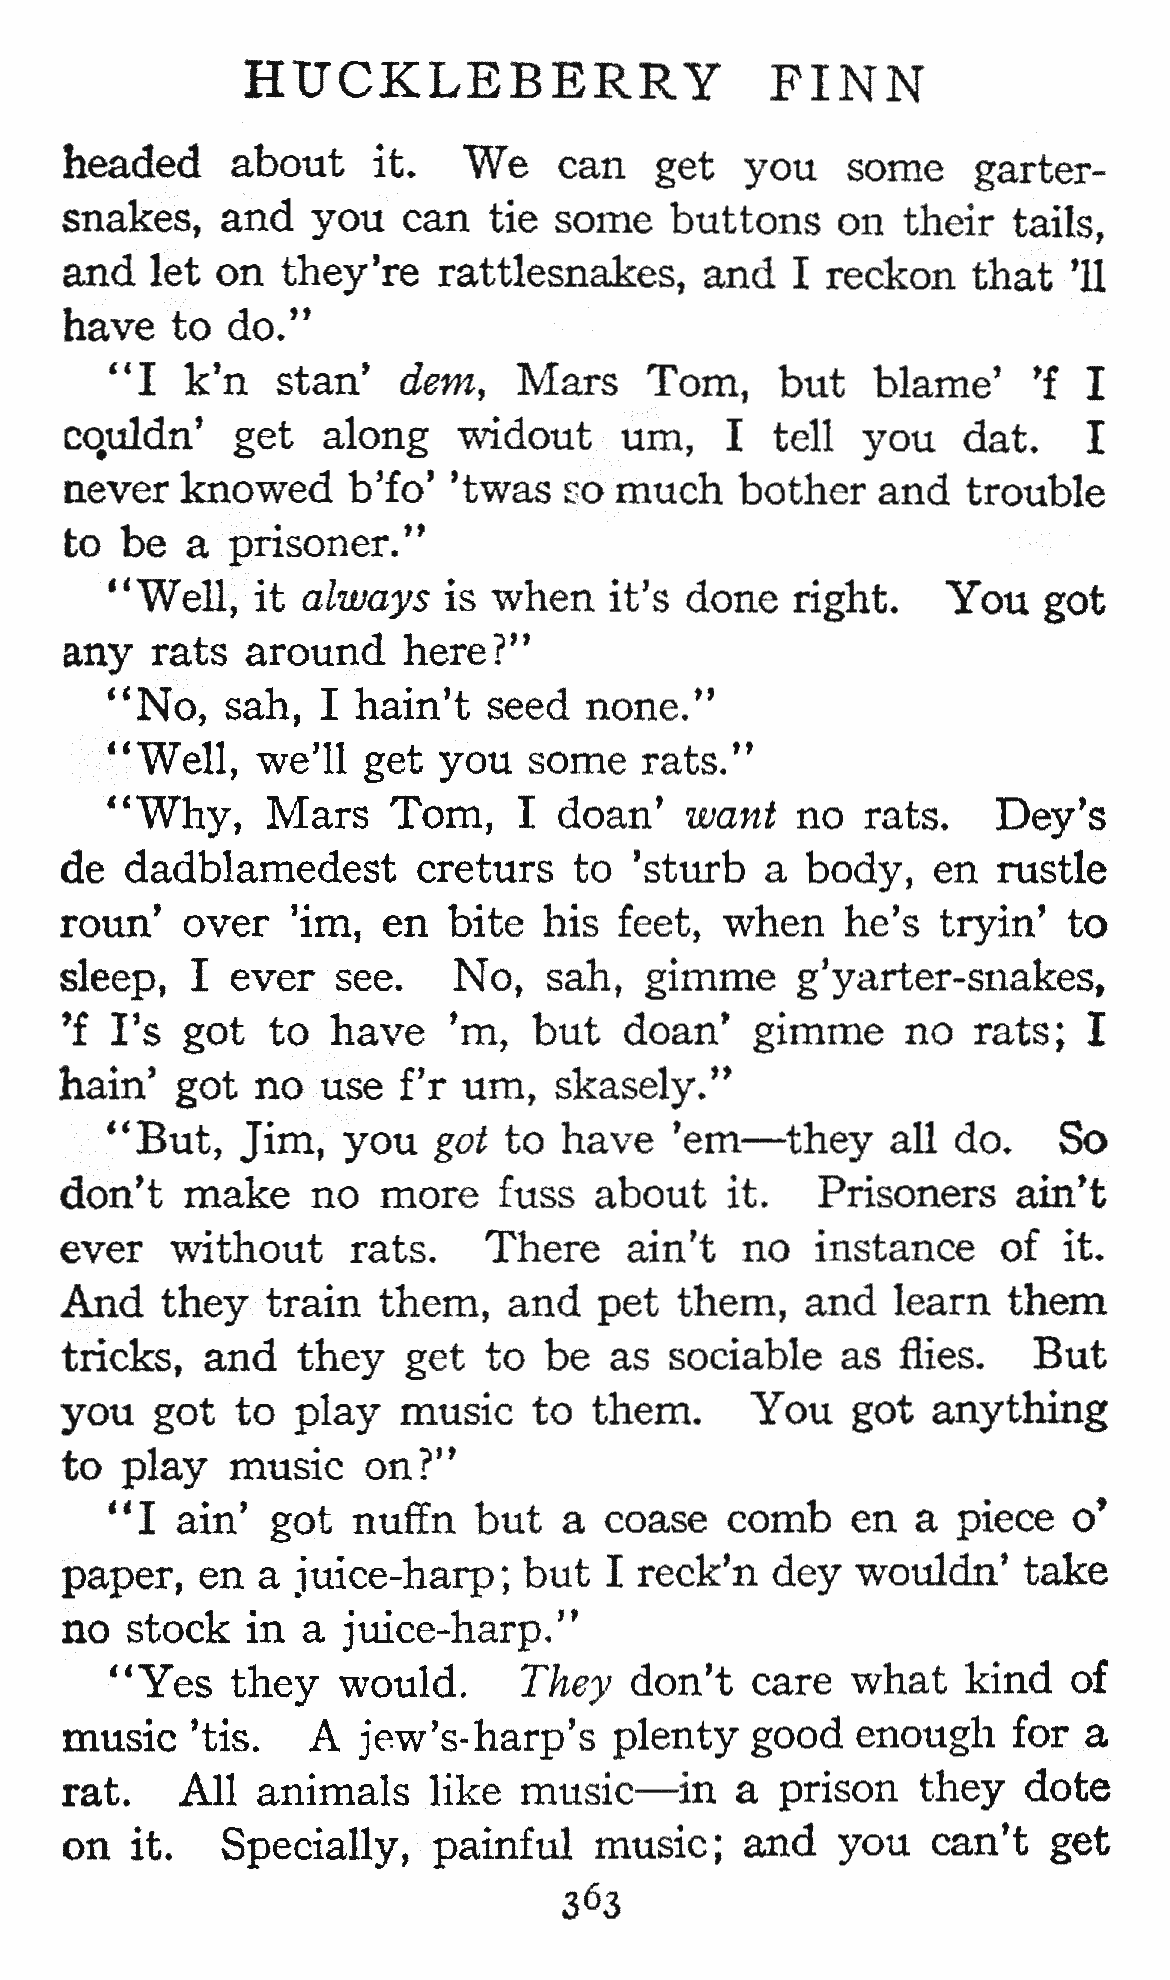 HUCKLEBERRY FINN
headed about it. We can get you some garter-
snakes, and you can tie some buttons on their tails,
and let on they're rattlesnakes, and I reckon that 'll
have to do."
"I k'n stan' dem, Mars Tom, but blame' 'f I
couldn' get along widout um, I tell you dat. I
never knowed b'fo' 'twas so much bother and trouble
to be a prisoner."
"Well, it always is when it's done right. You got
any rats around here?"
"No, sah, I hain't seed none."
"Well, we'll get you some rats."
"Why, Mars Tom, I doan' want no rats. Dey's
de dadblamedest creturs to 'sturb a body, en rustle
roun' over 'im, en bite his feet, when he's tryin' to
sleep, I ever see. No, sah, gimme g'yarter-snakes,
'f I's got to have 'm, but doan' gimme no rats; I
hain' got no use f'r um, skasely."
"But, Jim, you got to have 'em—they all do. So
don't make no more fuss about it. Prisoners ain't
ever without rats. There ain't no instance of it.
And they train them, and pet them, and learn them
tricks, and they get to be as sociable as flies. But
you got to play music to them. You got anything
to play music on?"
"I ain' got nuffn but a coase comb en a piece o'
paper, en a juice-harp; but I reck'n dey wouldn' take
no stock in a juice-harp."
"Yes they would. They don't care what kind of
music 'tis. A jew's-harp's plenty good enough for a
rat. All animals like music—in a prison they dote
on it. Specially, painful music; and you can't get
363